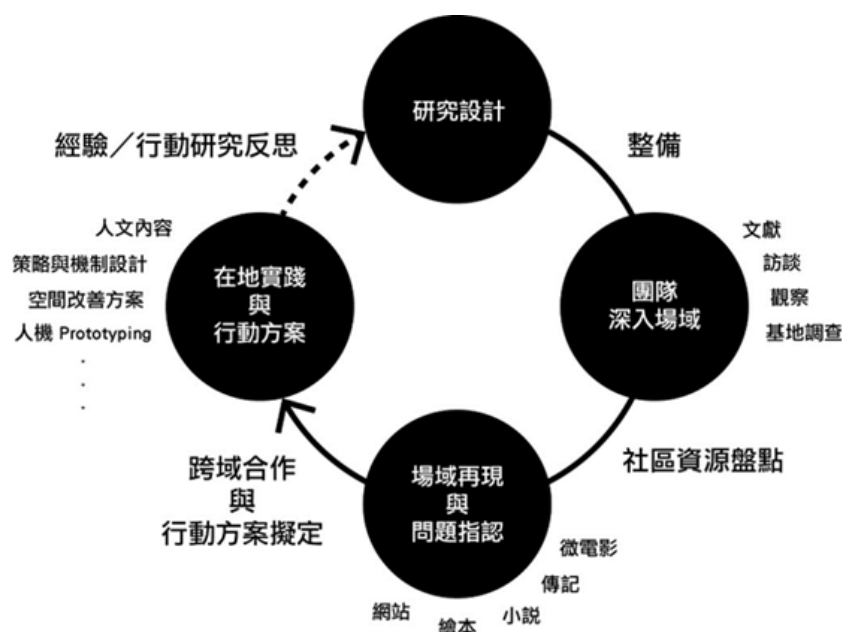 研究設計
經驗／行動研究反思
整備
人文內容
策略與機制設計
空間改善方案
人機 Prototyping
.
.
.
在地實踐
與
行動方案
團隊
深入場域
文獻
訪談
觀察
基地調查
社區資源盤點
跨域合作
與
行動方案擬定
場域再現
與
問題指認
微電影
傳記
小說
繪本
網站